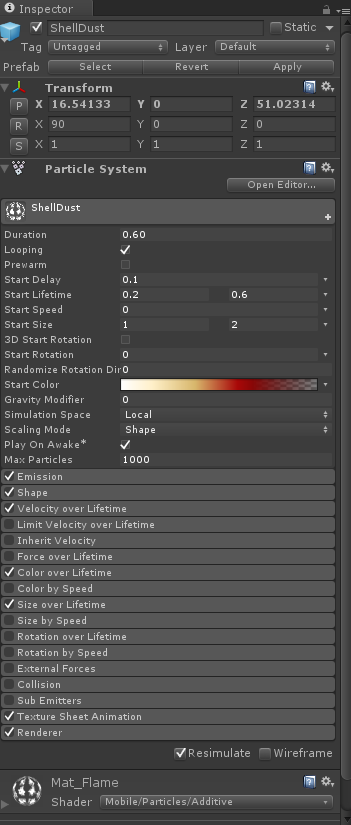 Inspector
ShellDust Static
Tag Untagged Layer Default
Prefab Select Revert Apply
Transform
P X 16.54133 Y 0 Z 51.02314
R X 90 Y 0 Z 0
S X 1 Y 1 Z 1
Particle System
Open Editor...
ShellDust
Duration 0.60
Looping
Prewarm
Start Delay 0.1
Start Lifetime 0.2 0.6
Start Speed 0
Start Size 1 2
3D Start Rotation
Start Rotation 0
Randomize Rotation Dir 0
Start Color
Gravity Modifier 0
Simulation Space Local
Scaling Mode Shape
Play On Awake*
Max Particles 1000
Emission
Shape
Velocity over Lifetime
Limit Velocity over Lifetime
Inherit Velocity
Force over Lifetime
Color over Lifetime
Color by Speed
Size over Lifetime
Size by Speed
Rotation over Lifetime
Rotation by Speed
External Forces
Collision
Sub Emitters
Texture Sheet Animation
Renderer
Resimulate Wireframe
Mat_Flame
Shader Mobile/Particles/Additive